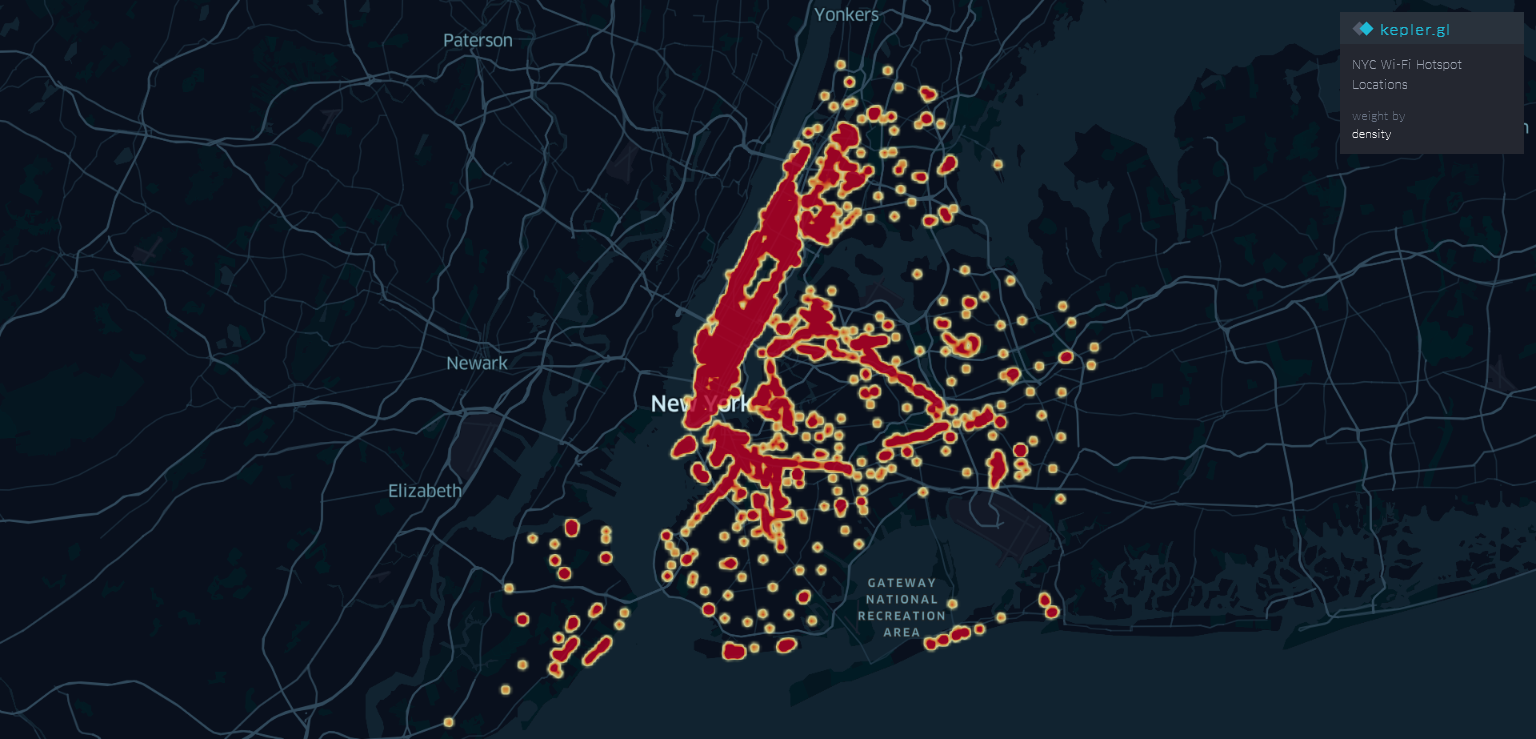 Yonkers
Paterson
kepler.gl
NYC Wi-Fi Hotspot
Locations
weight by
density
Newark
New York
Elizabeth
GATEWAY
NATIONAL
RECREATION
AREA